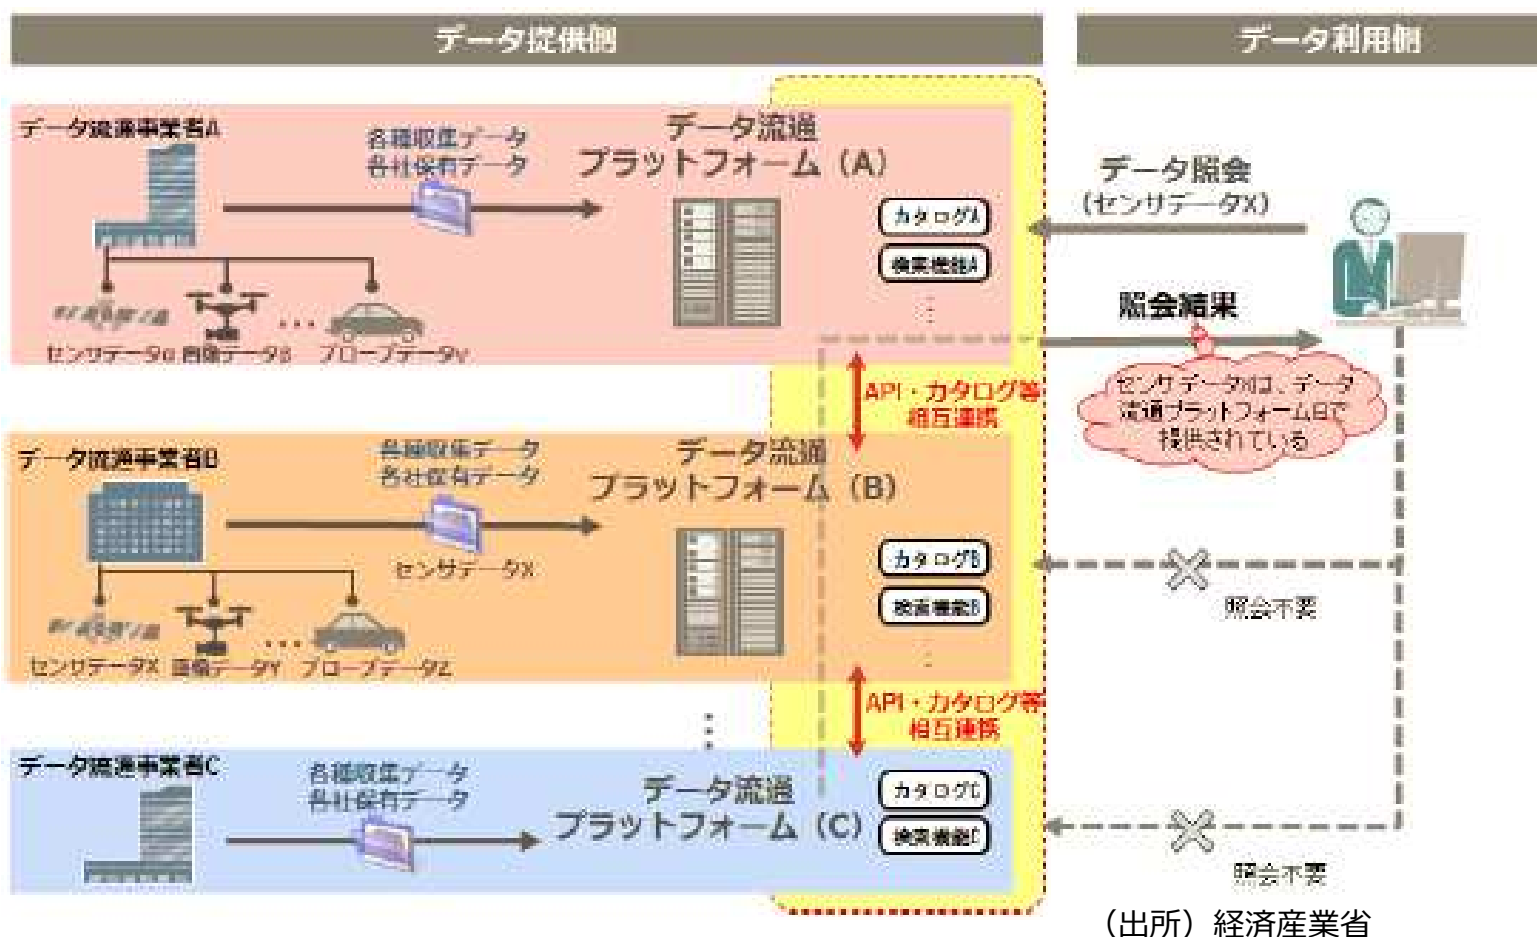 データ提供側
データ利用側
データ流通事業者A
各種収集データ
各社保有データ
データ流通
プラットフォーム（A）
カタログA
検索機能A
センサデータα 画像データβ プローブデータγ
データ照会
（センサデータX）
照会結果
センサデータXは、データ
流通プラットフォームBで
提供されている
API・カタログ等
相互連携
データ流通事業者B
各種収集データ
各社保有データ
センサデータX
データ流通
プラットフォーム（B）
カタログB
検索機能B
センサデータX 画像データY プローブデータZ
照会不要
API・カタログ等
相互連携
データ流通事業者C
各種収集データ
各社保有データ
データ流通
プラットフォーム（C）
カタログC
検索機能C
照会不要
（出所）経済産業省